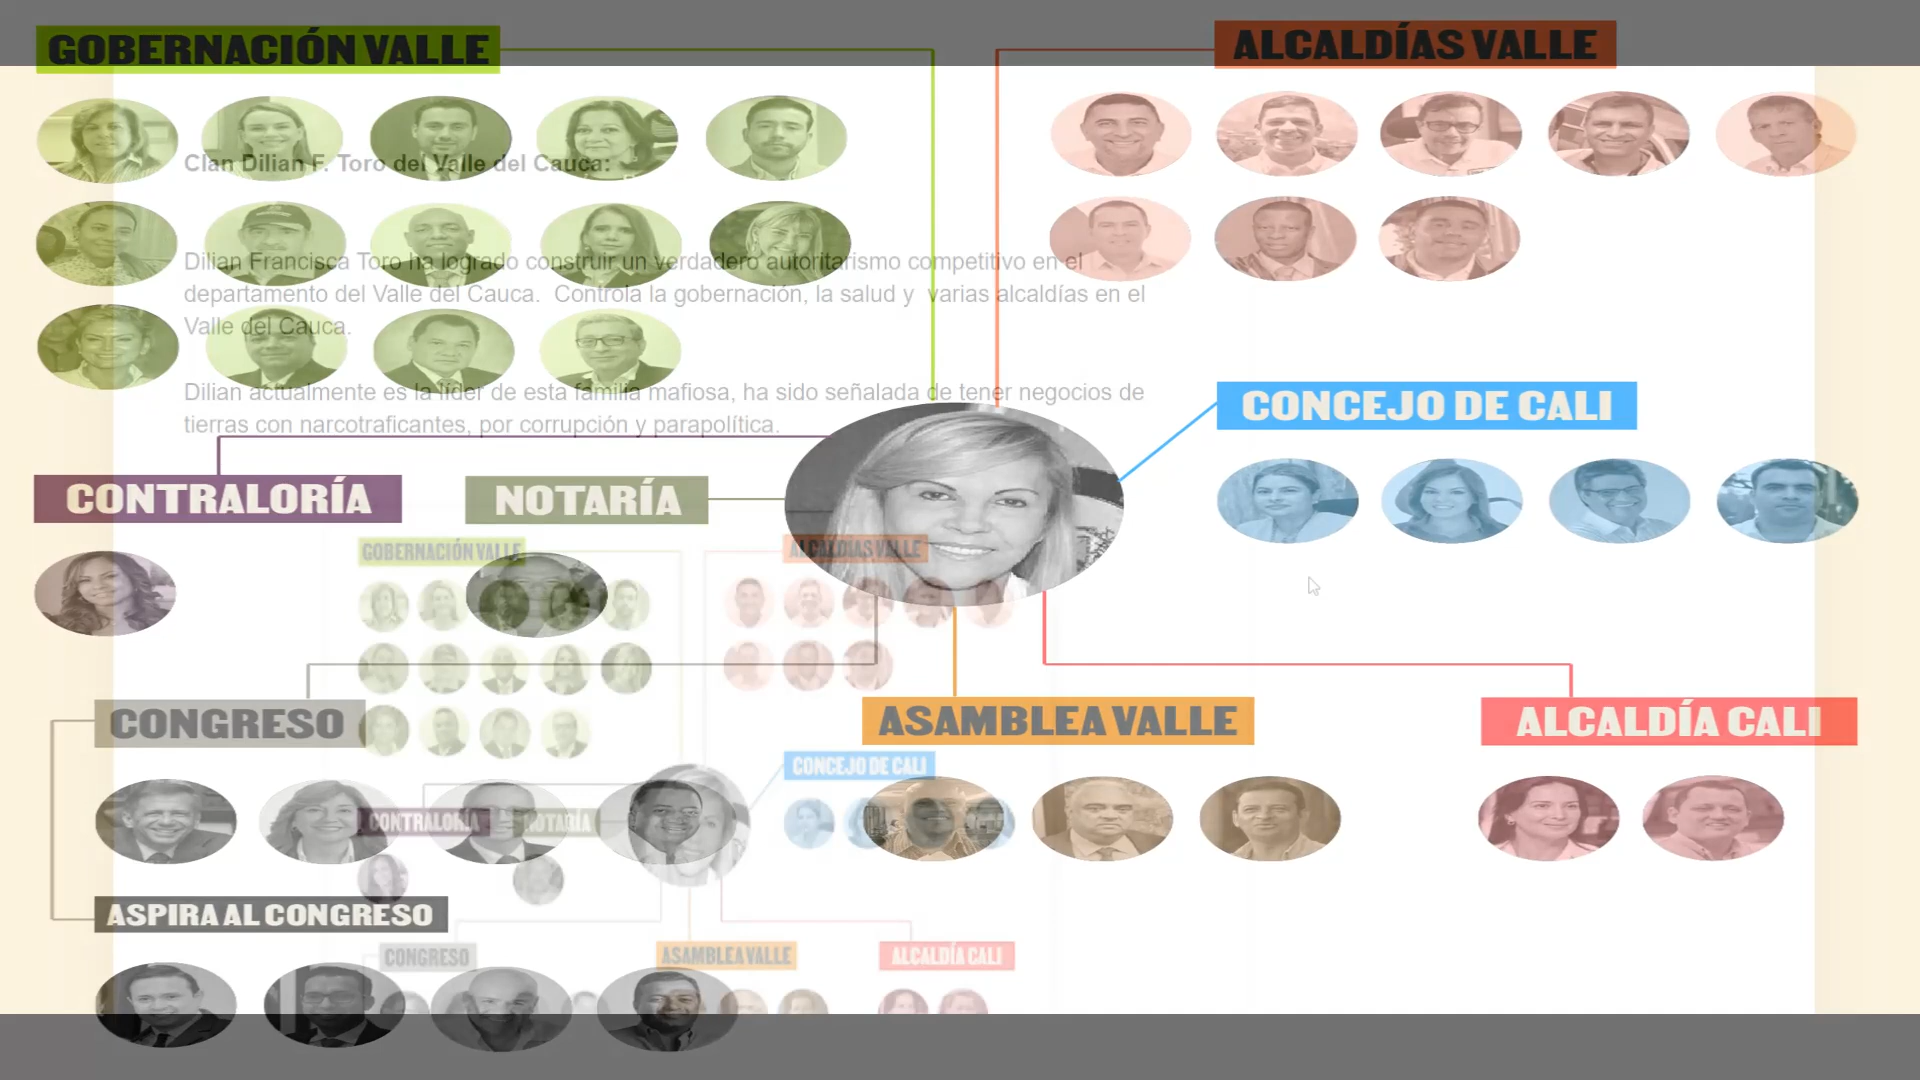 GOBERNACIÓN VALLE
ALCALDÍAS VALLE
Clan Dilian F. Toro del Valle del Cauca:
Dilian Francisca Toro ha logrado construir un verdadero autoritarismo competitivo en el
departamento del Valle del Cauca. Controla la gobernación, la salud y varias alcaldías en el
Valle del Cauca.
Dilian actualmente es la líder de esta familia mafiosa, ha sido señalada de tener negocios de
tierras con narcotraficantes, por corrupción y parapolítica.
CONCEJO DE CALI
CONTRALORÍA
NOTARÍA
GOBERNACIÓN VALLE
ALCALDÍAS VALLE
CONGRESO
ASAMBLEA VALLE
ALCALDÍA CALI
CONCEJO DE CALI
CONTRALORÍA
NOTARÍA
ASPIRA AL CONGRESO
CONGRESO
ASAMBLEA VALLE
ALCALDÍA CALI